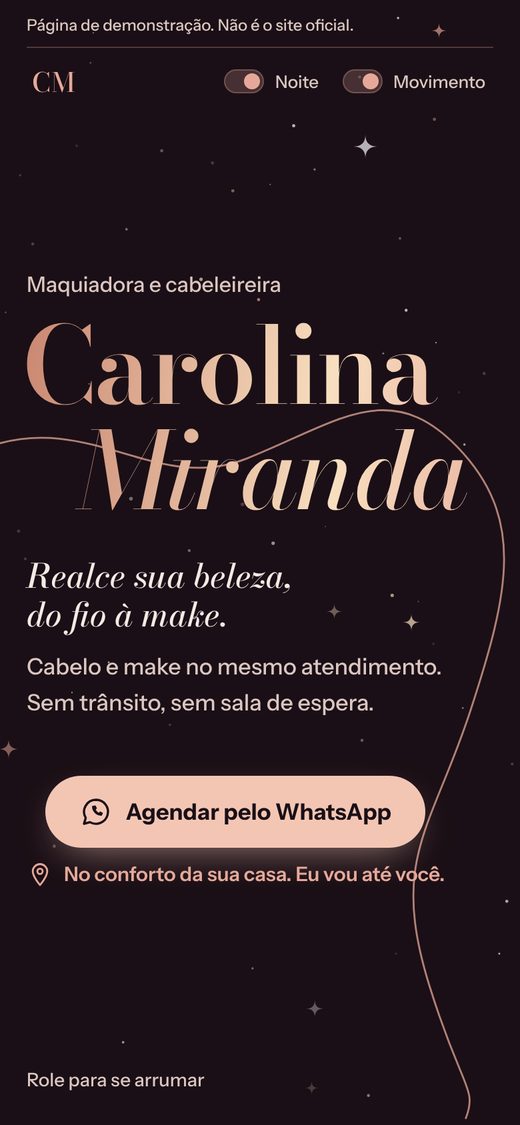 Página de demonstração. Não é o site oficial.
CM
Noite
Movimento
Maquiadora e cabeleireira
Carolina
Miranda
Realce sua beleza,
do fio à make.
Cabelo e make no mesmo atendimento.
Sem trânsito, sem sala de espera.
Agendar pelo WhatsApp
No conforto da sua casa. Eu vou até você.
Role para se arrumar